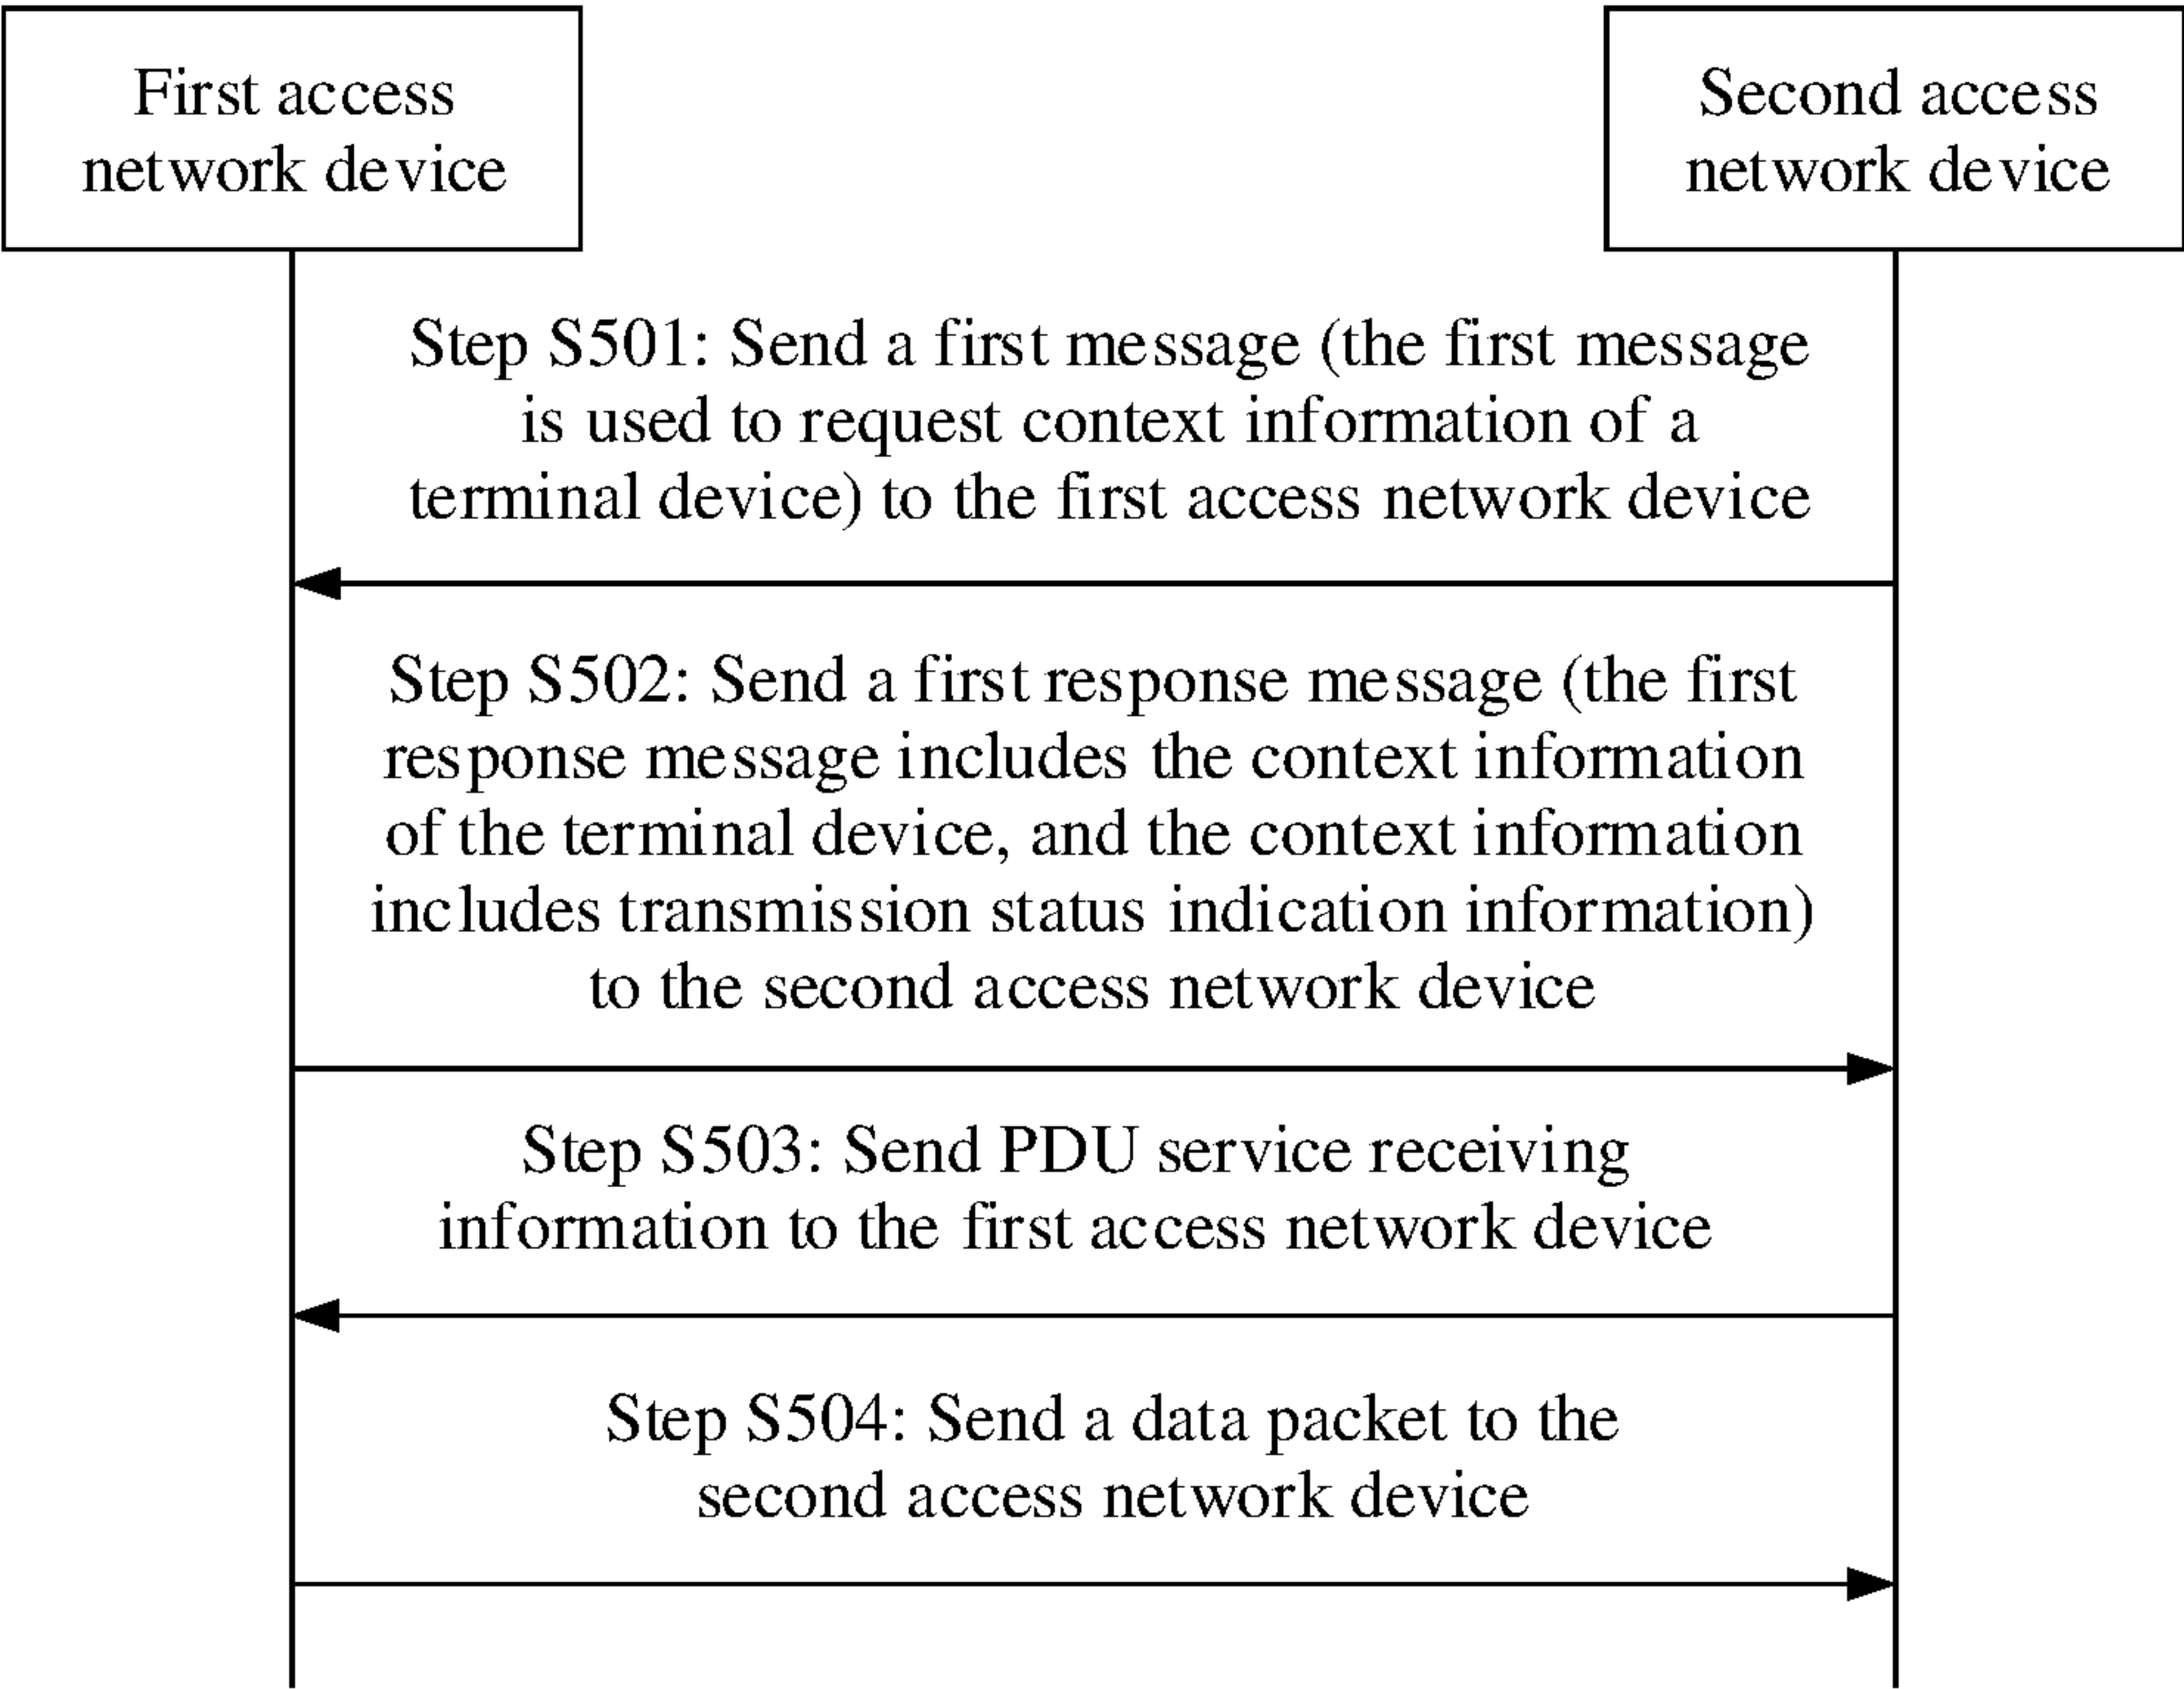 First access
network device
Second access
network device
Step S501: Send a first message (the first message
is used to request context information of a
terminal device) to the first access network device
Step S502: Send a first response message (the first
response message includes the context information
of the terminal device, and the context information
includes transmission status indication information)
to the second access network device
Step S503: Send PDU service receiving
information to the first access network device
Step S504: Send a data packet to the
second access network device